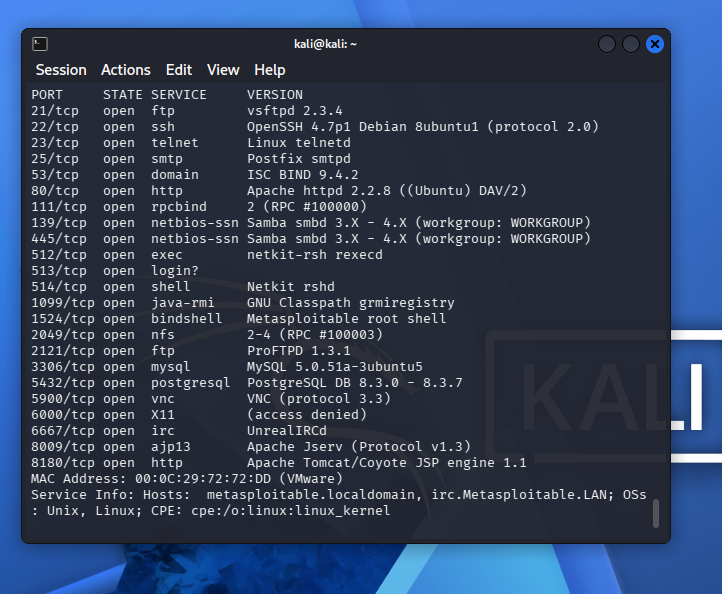 kali@kali: ~
Session Actions Edit View Help
PORT STATE SERVICE VERSION
21/tcp open ftp vsftpd 2.3.4
22/tcp open ssh OpenSSH 4.7p1 Debian 8ubuntu1 (protocol 2.0)
23/tcp open telnet Linux telnetd
25/tcp open smtp Postfix smtpd
53/tcp open domain ISC BIND 9.4.2
80/tcp open http Apache httpd 2.2.8 ((Ubuntu) DAV/2)
111/tcp open rpcbind 2 (RPC #100000)
139/tcp open netbios-ssn Samba smbd 3.X - 4.X (workgroup: WORKGROUP)
445/tcp open netbios-ssn Samba smbd 3.X - 4.X (workgroup: WORKGROUP)
512/tcp open exec netkit-rsh rexecd
513/tcp open login?
514/tcp open shell Netkit rshd
1099/tcp open java-rmi GNU Classpath grmiregistry
1524/tcp open bindshell Metasploitable root shell
2049/tcp open nfs 2-4 (RPC #100003)
2121/tcp open ftp ProFTPD 1.3.1
3306/tcp open mysql MySQL 5.0.51a-3ubuntu5
5432/tcp open postgresql PostgreSQL DB 8.3.0 - 8.3.7
5900/tcp open vnc VNC (protocol 3.3)
6000/tcp open X11 (access denied)
6667/tcp open irc UnrealIRCd
8009/tcp open ajp13 Apache Jserv (Protocol v1.3)
8180/tcp open http Apache Tomcat/Coyote JSP engine 1.1
MAC Address: 00:0C:29:72:72:DD (VMware)
Service Info: Hosts:  metasploitable.localdomain, irc.Metasploitable.LAN; OSs
: Unix, Linux; CPE: cpe:/o:linux:linux_kernel
KALI